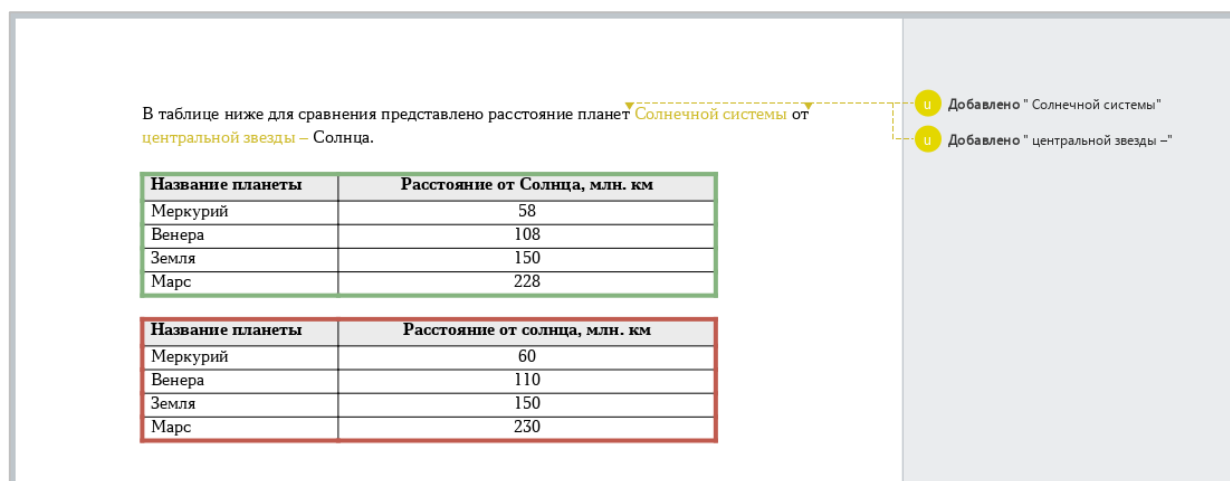 В таблице ниже для сравнения представлено расстояние планет Солнечной системы от
центральной звезды – Солнца.
u Добавлено " Солнечной системы"
u Добавлено " центральной звезды –"
Название планеты Расстояние от Солнца, млн. км
Меркурий 58
Венера 108
Земля 150
Марс 228
Название планеты Расстояние от солнца, млн. км
Меркурий 60
Венера 110
Земля 150
Марс 230